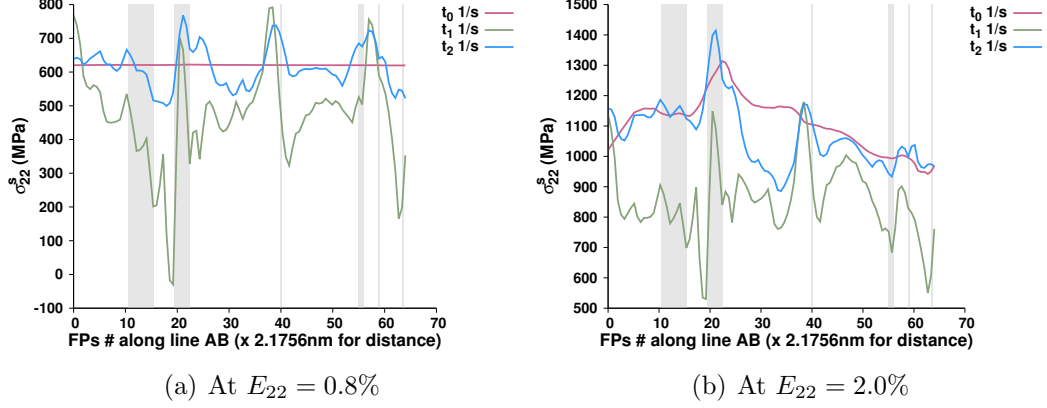 800
700
600
500
400
300
200
100
0
-100
σ^s_22 (MPa)
0 10 20 30 40 50 60 70
FPs # along line AB (x 2.1756nm for distance)
t0 1/s
t1 1/s
t2 1/s
(a) At E22 = 0.8%
1500
1400
1300
1200
1100
1000
900
800
700
600
500
σ^s_22 (MPa)
0 10 20 30 40 50 60 70
FPs # along line AB (x 2.1756nm for distance)
t0 1/s
t1 1/s
t2 1/s
(b) At E22 = 2.0%